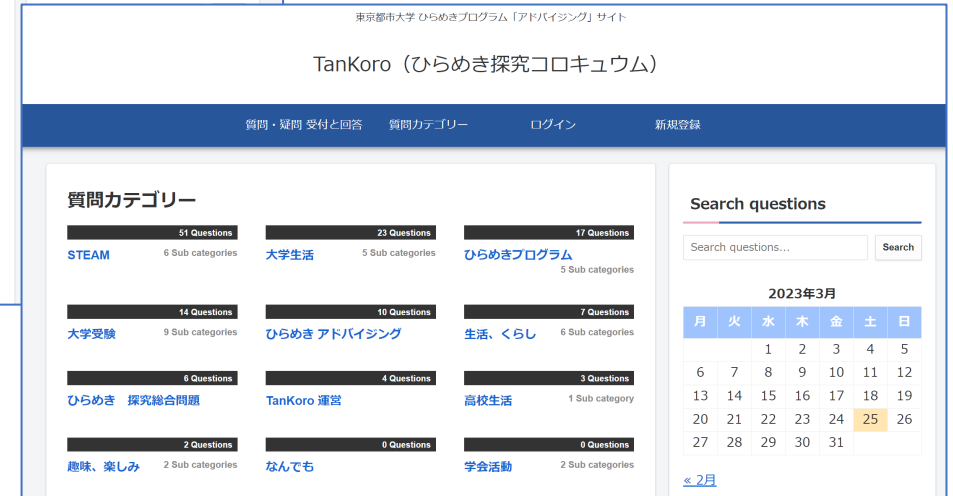 東京都市大学 ひらめきプログラム「アドバイジング」サイト
TanKoro（ひらめき探究コロキュウム）
質問・疑問 受付と回答 質問カテゴリー ログイン 新規登録
質問カテゴリー
51 Questions
STEAM 6 Sub categories
23 Questions
大学生活 5 Sub categories
17 Questions
ひらめきプログラム
5 Sub categories
14 Questions
大学受験 9 Sub categories
10 Questions
ひらめき アドバイジング
7 Questions
生活、くらし 6 Sub categories
6 Questions
ひらめき　探究総合問題
4 Questions
TanKoro 運営
3 Questions
高校生活 1 Sub category
2 Questions
趣味、楽しみ 2 Sub categories
0 Questions
なんでも
0 Questions
学会活動 2 Sub categories
Search questions
Search questions... Search
2023年3月
月 火 水 木 金 土 日
1 2 3 4 5
6 7 8 9 10 11 12
13 14 15 16 17 18 19
20 21 22 23 24 25 26
27 28 29 30 31
« 2月